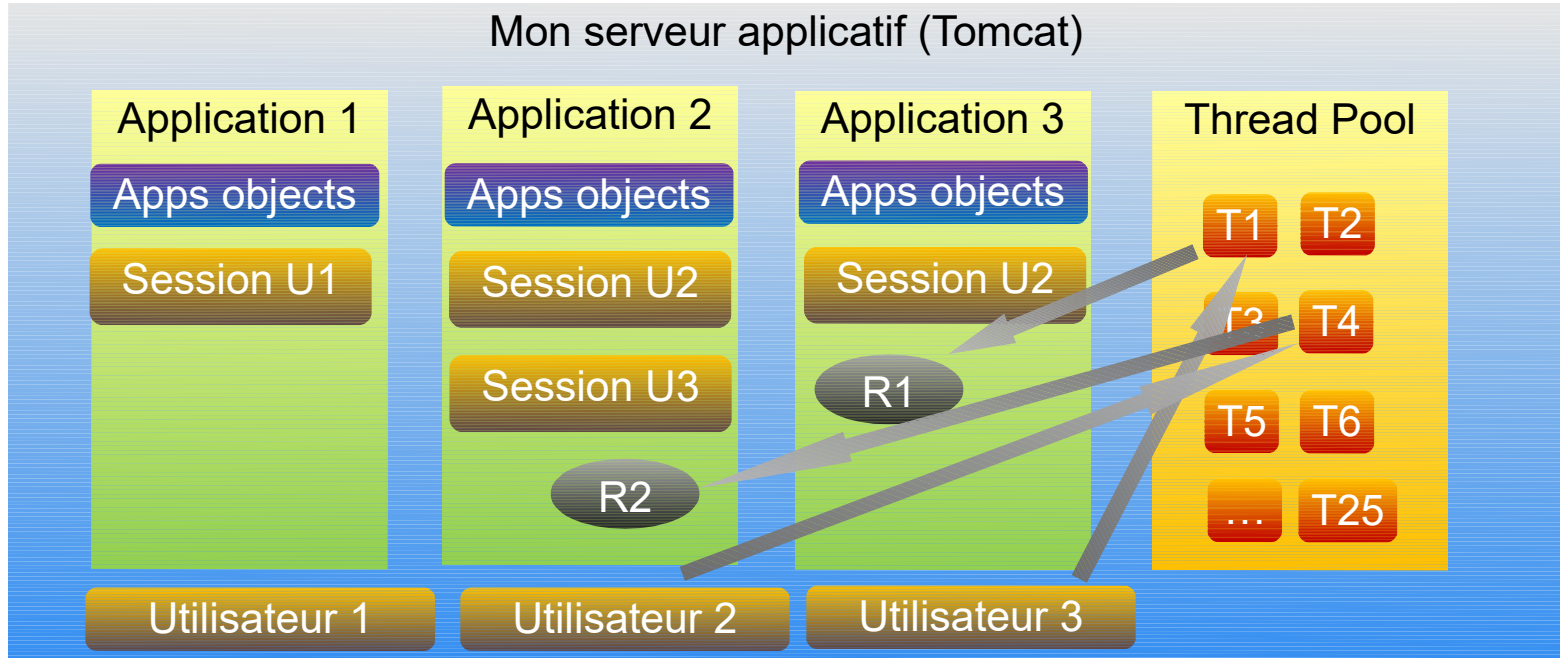 Mon serveur applicatif (Tomcat)
Application 1
Apps objects
Session U1
Application 2
Apps objects
Session U2
Session U3
R2
Application 3
Apps objects
Session U2
R1
Thread Pool
T1 T2
T3 T4
T5 T6
... T25
Utilisateur 1
Utilisateur 2
Utilisateur 3